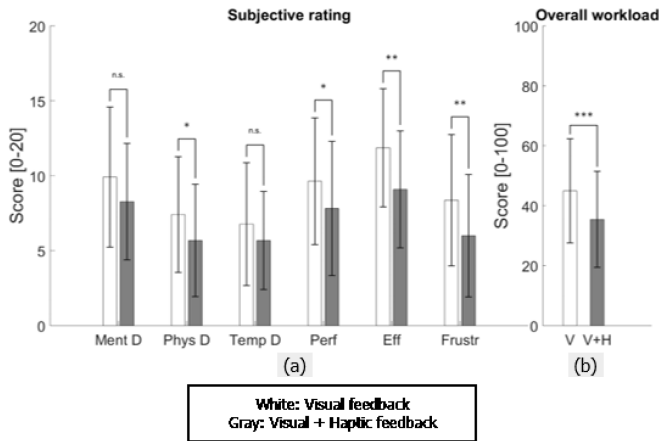 Subjective rating
Overall workload
Score [0-20]
20
15
10
5
0
n.s.
*
n.s.
*
**
**
Ment D Phys D Temp D Perf Eff Frustr
(a)
Score [0-100]
100
80
60
40
20
0
***
V V+H
(b)
White: Visual feedback
Gray: Visual + Haptic feedback